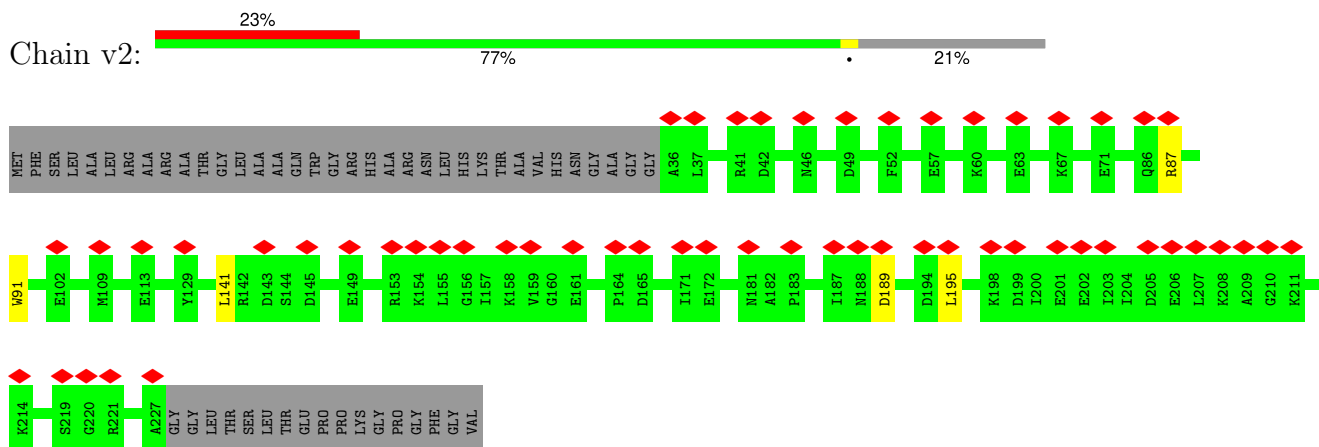 23%
Chain v2:
77% • 21%
MET PHE SER LEU ALA LEU LEU ARG ALA ARG ALA THR GLY LEU ALA ALA GLN TRP GLY ARG HIS ALA ARG ASN LEU HIS LYS THR ALA VAL HIS ASN GLY ALA GLY GLY A36 L37 R41 D42 N46 D49 F52 E57 K60 E63 K67 E71 Q86 R87
W91 E102 M109 E113 Y129 L141 R142 D143 S144 D145 E149 R153 K154 L155 G156 I157 K158 V159 G160 E161 P164 D165 I171 E172 N181 A182 P183 I187 N188 D189 D194 L195 K198 D199 I200 E201 E202 I203 I204 D205 E206 L207 K208 A209 G210 K211
K214 S219 G220 R221 A227 GLY GLY LEU THR SER LEU THR GLU PRO PRO LYS GLY PRO GLY PHE GLY VAL